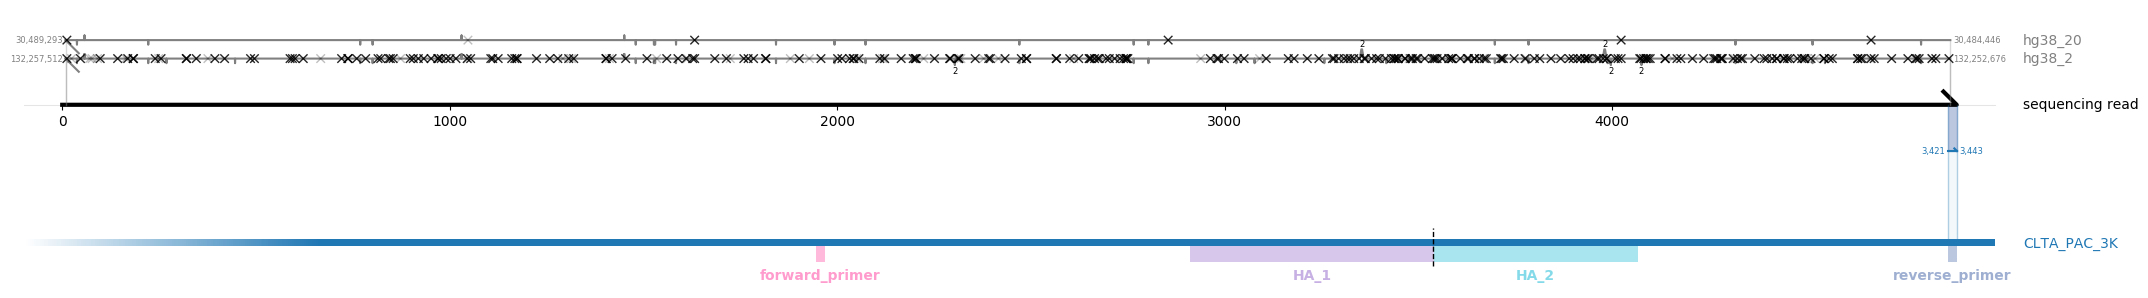 30,489,293 30,484,446 hg38_20
2 2
132,257,512 132,252,676 hg38_2
2 2 2
sequencing read
0 1000 2000 3000 4000
3,421 3,443
CLTA_PAC_3K
forward_primer HA_1 HA_2 reverse_primer